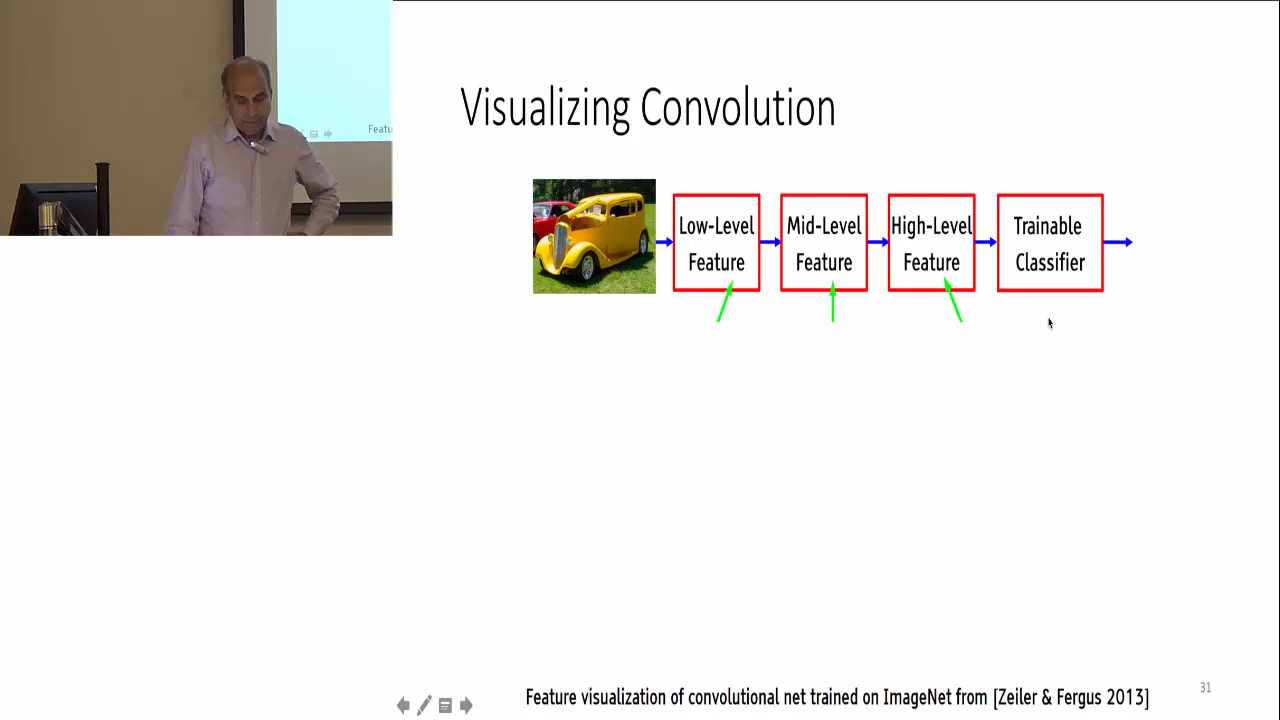 Visualizing Convolution
Low-Level
Feature
Mid-Level
Feature
High-Level
Feature
Trainable
Classifier
Feature visualization of convolutional net trained on ImageNet from [Zeiler & Fergus 2013]
31
Featu